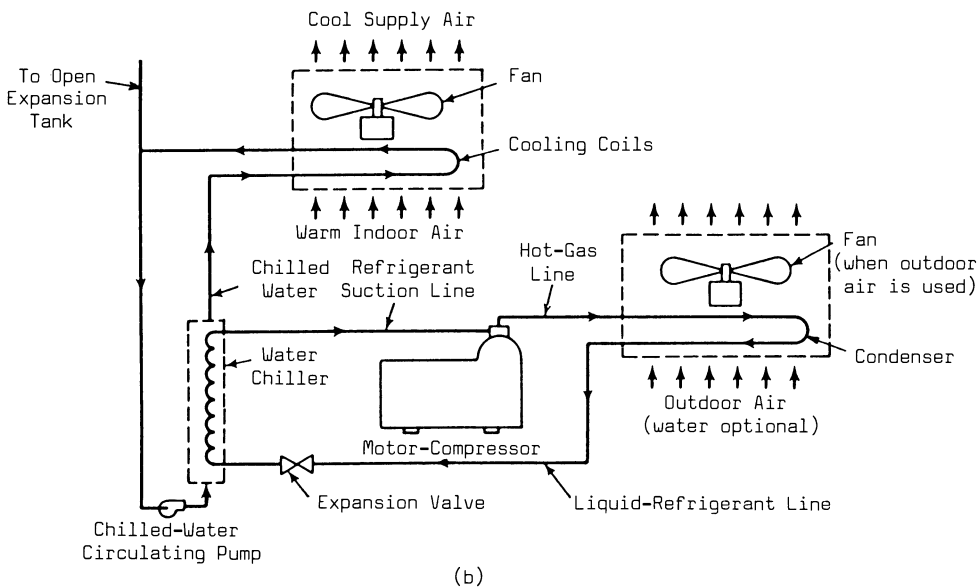 Cool Supply Air
To Open
Expansion
Tank
Fan
Cooling Coils
Warm Indoor Air
Hot-Gas
Line
Fan
(when outdoor
air is used)
Chilled
Water
Refrigerant
Suction Line
Water
Chiller
Condenser
Outdoor Air
(water optional)
Motor-Compressor
Expansion Valve
Liquid-Refrigerant Line
Chilled-Water
Circulating Pump
(b)